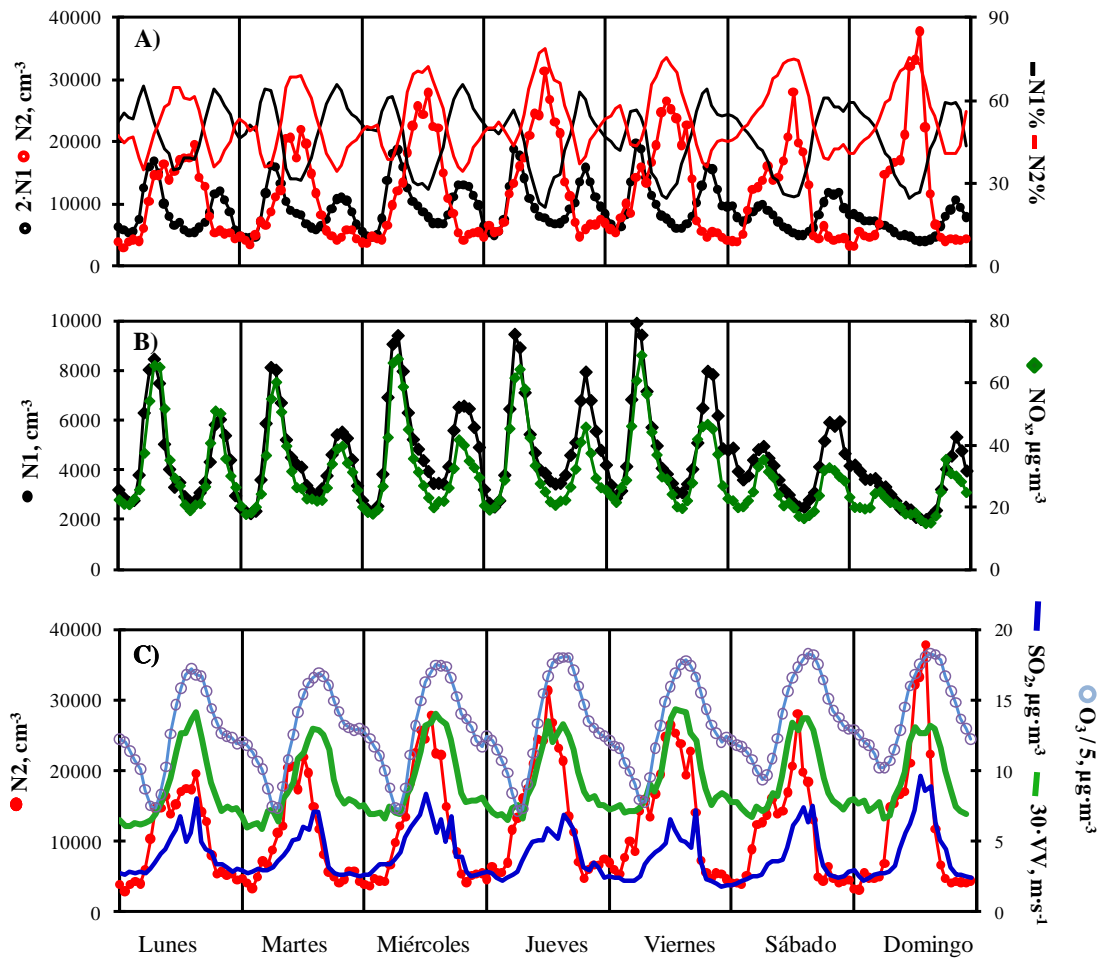 A)
40000
30000
20000
10000
0
90
60
30
0
2·N1 N2, cm-3
N1% N2%
B)
10000
8000
6000
4000
2000
0
80
60
40
20
0
N1, cm-3
NOx, µg·m-3
C)
40000
30000
20000
10000
0
20
15
10
5
0
N2, cm-3
SO2, µg·m-3 30·VV, m·s-1
O3 / 5, µg·m-3
Lunes Martes Miércoles Jueves Viernes Sábado Domingo